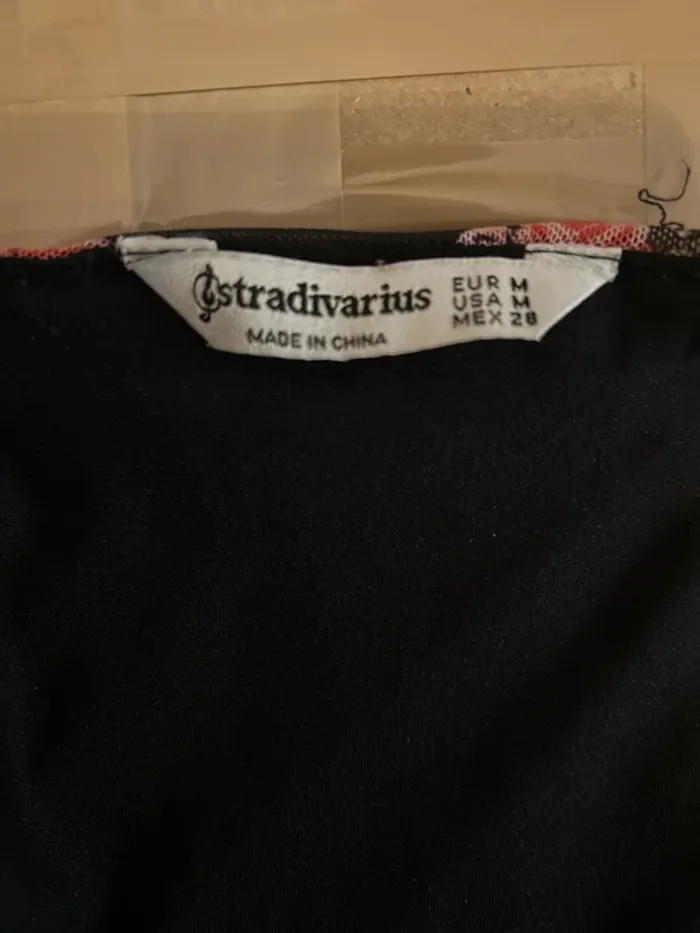 stradivarius
MADE IN CHINA
EUR M
USA M
MEX 28